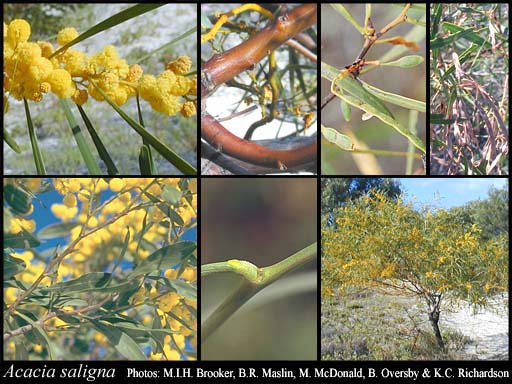 Acacia saligna Photos: M.I.H. Brooker, B.R. Maslin, M. McDonald, B. Oversby & K.C. Richardson